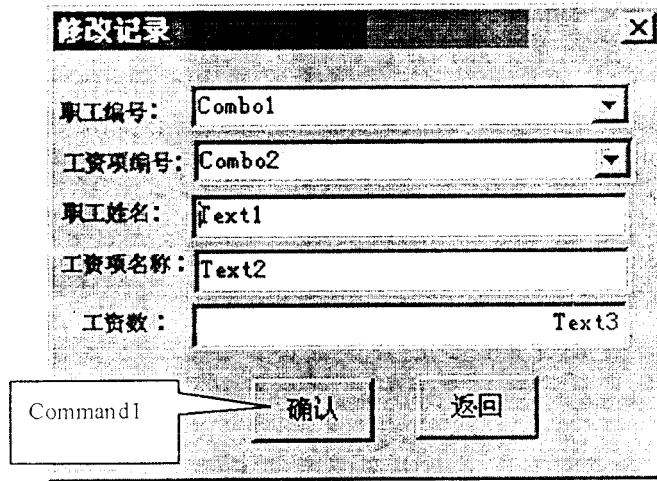 修改记录
职工编号： Combo1
工资项编号： Combo2
职工姓名： Text1
工资项名称： Text2
工资数： Text3
Command1
确认 返回